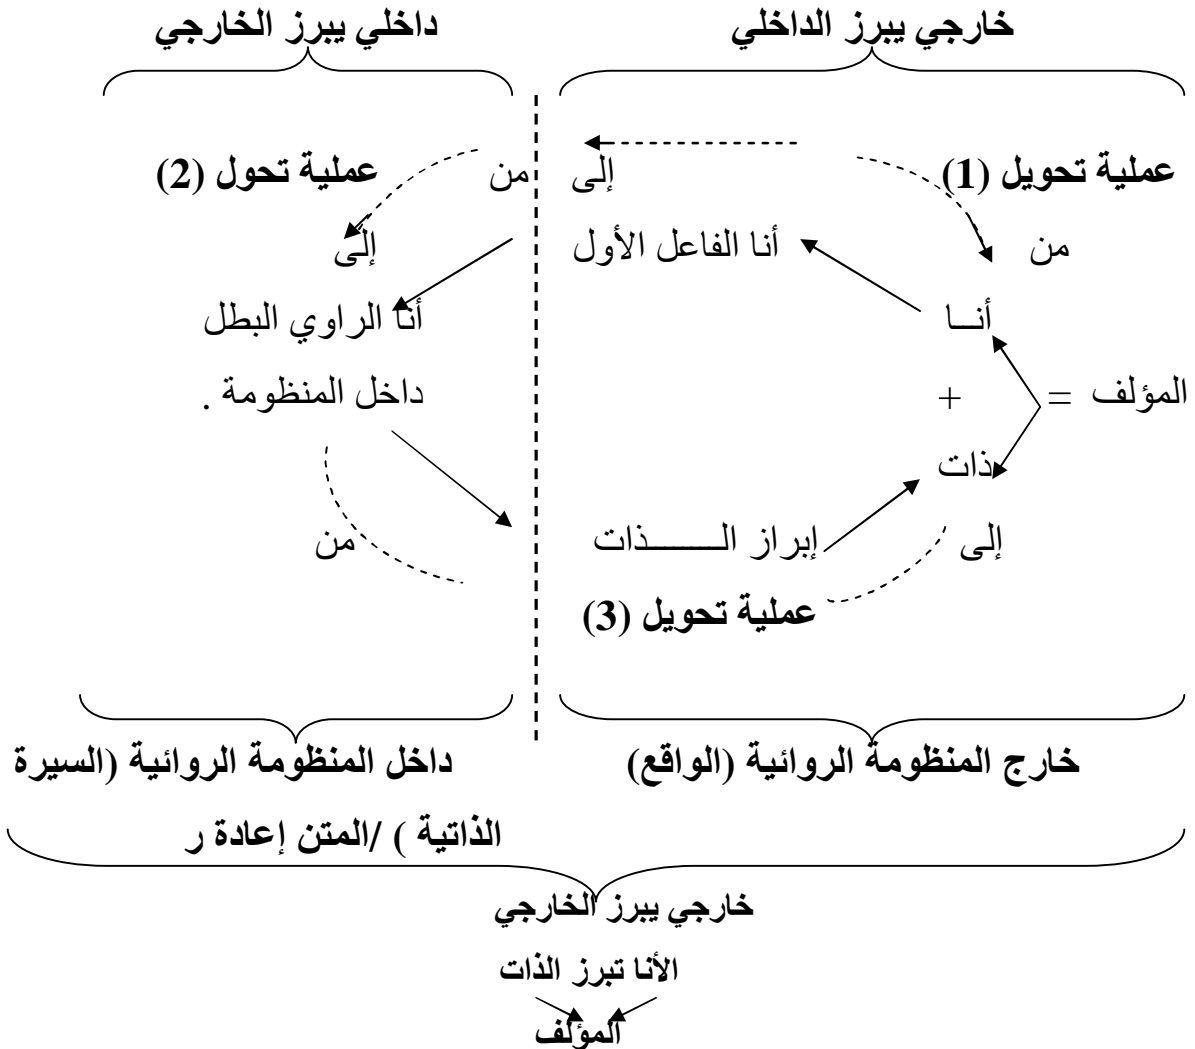 خارجي يبرز الداخلي داخلي يبرز الخارجي
عملية تحويل (1) إلى من عملية تحول (2)
من أنا الفاعل الأول إلى
أنـــا أنا الراوي البطل
المؤلف = + داخل المنظومة .
ذات
إلى إبراز الــــــــذات من
عملية تحويل (3)
خارج المنظومة الروائية (الواقع) داخل المنظومة الروائية (السيرة
الذاتية ) /المتن إعادة ر
خارجي يبرز الخارجي
الأنا تبرز الذات
المؤلف